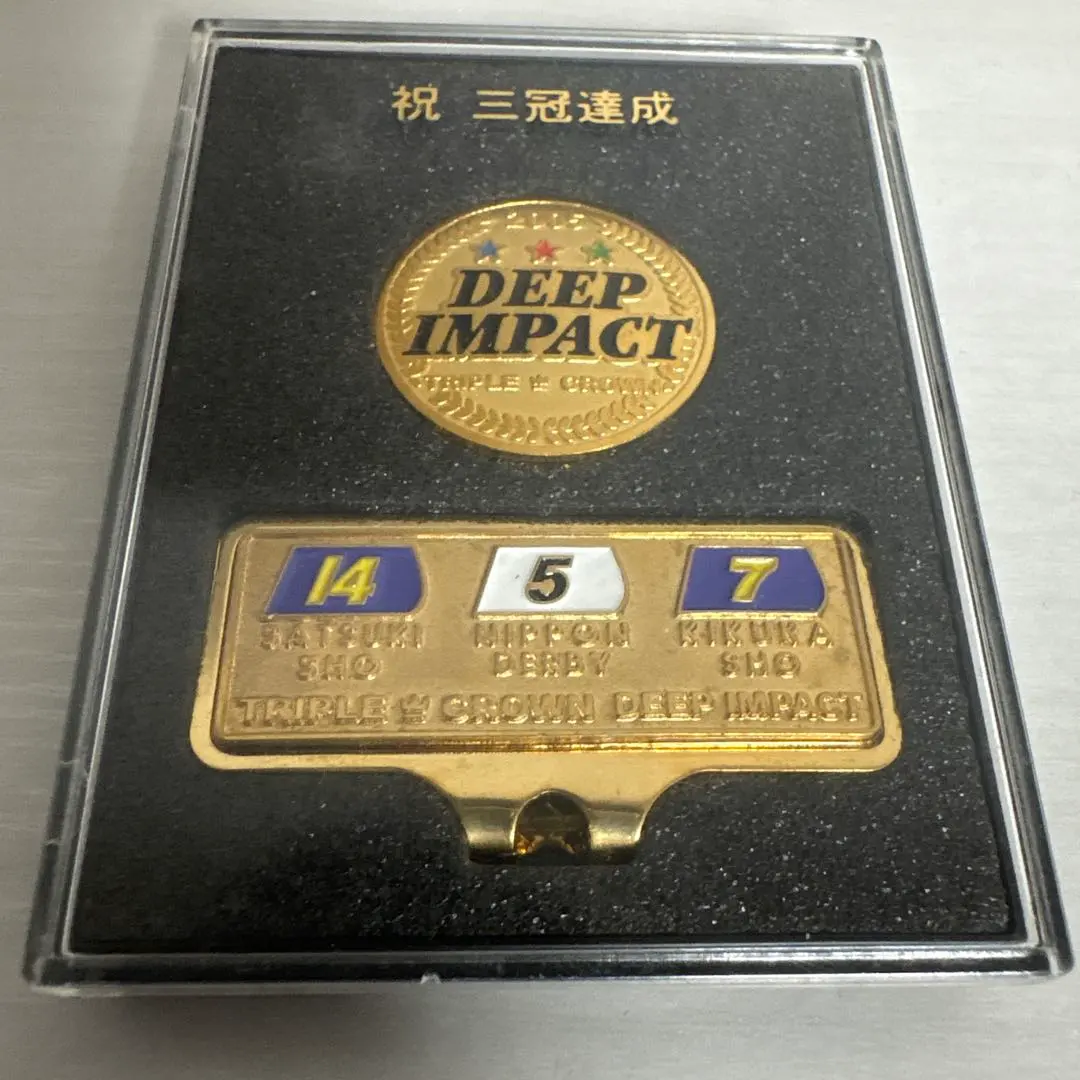 祝 三冠達成
2005
DEEP
IMPACT
TRIPLE CROWN
14 5 7
SATSUKI SHO
NIPPON DERBY
KIKUKA SHO
TRIPLE CROWN DEEP IMPACT